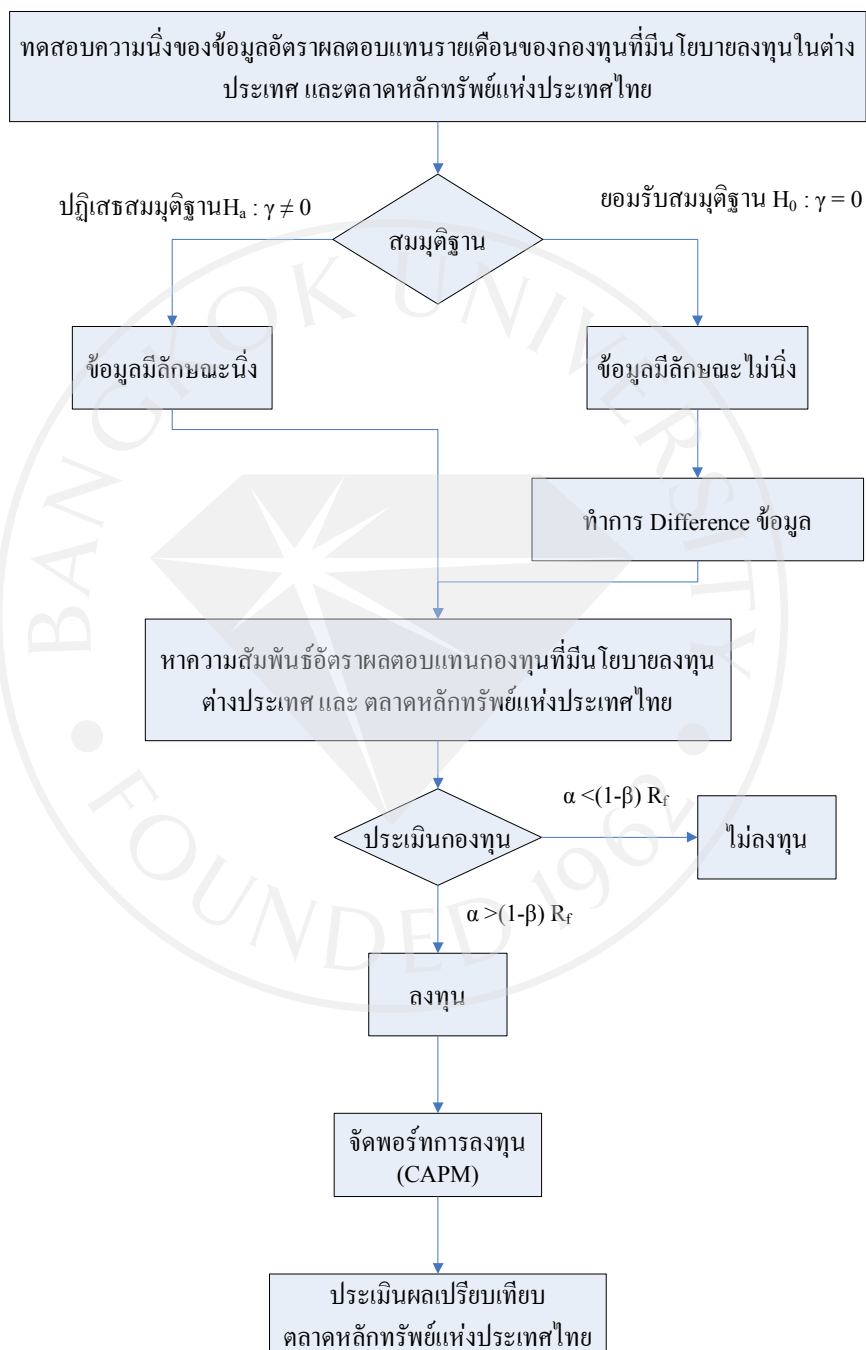 ทดสอบความนิ่งของข้อมูลอัตราผลตอบแทนรายเดือนของกองทุนที่มีนโยบายลงทุนในต่าง
ประเทศ และตลาดหลักทรัพย์แห่งประเทศไทย
ปฏิเสธสมมุติฐานHₐ : γ ≠ 0
ยอมรับสมมุติฐาน H₀ : γ = 0
สมมุติฐาน
ข้อมูลมีลักษณะนิ่ง
ข้อมูลมีลักษณะไม่นิ่ง
ทำการ Difference ข้อมูล
หาความสัมพันธ์อัตราผลตอบแทนกองทุนที่มีนโยบายลงทุน
ต่างประเทศ และ ตลาดหลักทรัพย์แห่งประเทศไทย
α <(1-β) R_f
ประเมินกองทุน
ไม่ลงทุน
α >(1-β) R_f
ลงทุน
จัดพอร์ทการลงทุน
(CAPM)
ประเมินผลเปรียบเทียบ
ตลาดหลักทรัพย์แห่งประเทศไทย
BANGKOK UNIVERSITY
FOUNDED 1962